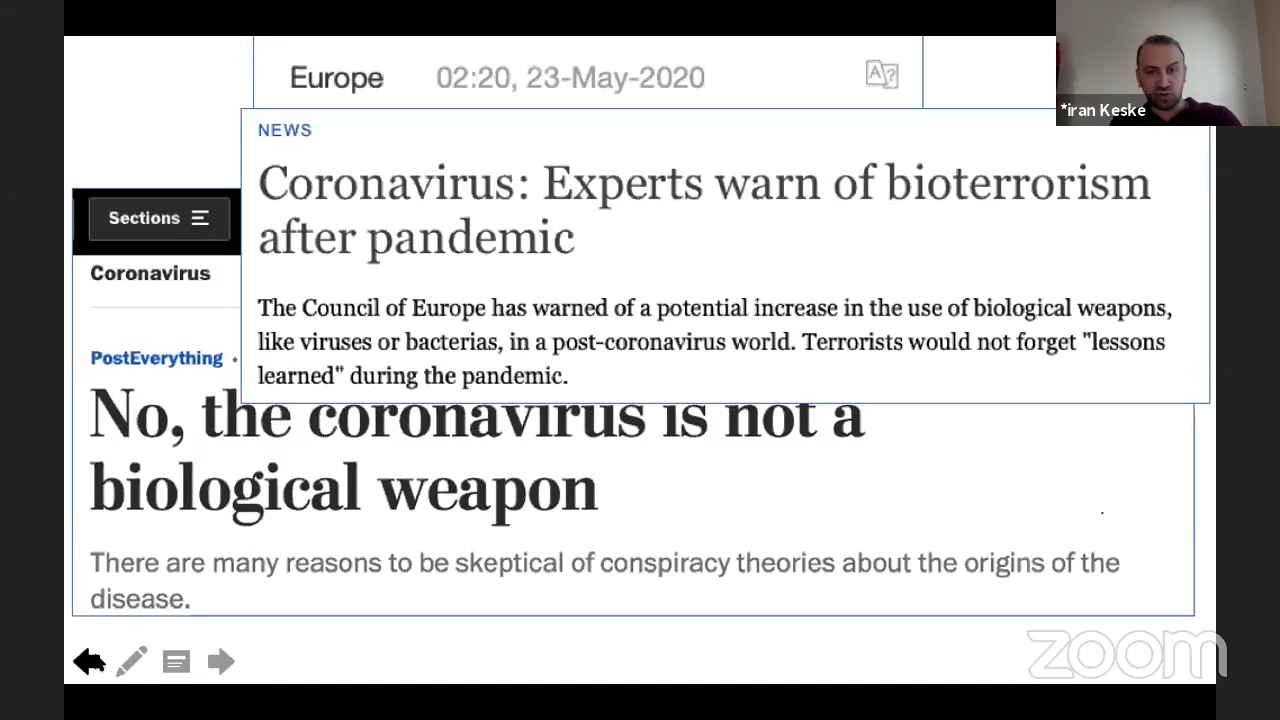 Europe 02:20, 23-May-2020
*iran Keske
NEWS
Coronavirus: Experts warn of bioterrorism
after pandemic
Sections
Coronavirus
The Council of Europe has warned of a potential increase in the use of biological weapons,
like viruses or bacterias, in a post-coronavirus world. Terrorists would not forget "lessons
learned" during the pandemic.
PostEverything •
No, the coronavirus is not a
biological weapon
There are many reasons to be skeptical of conspiracy theories about the origins of the
disease.
zoom